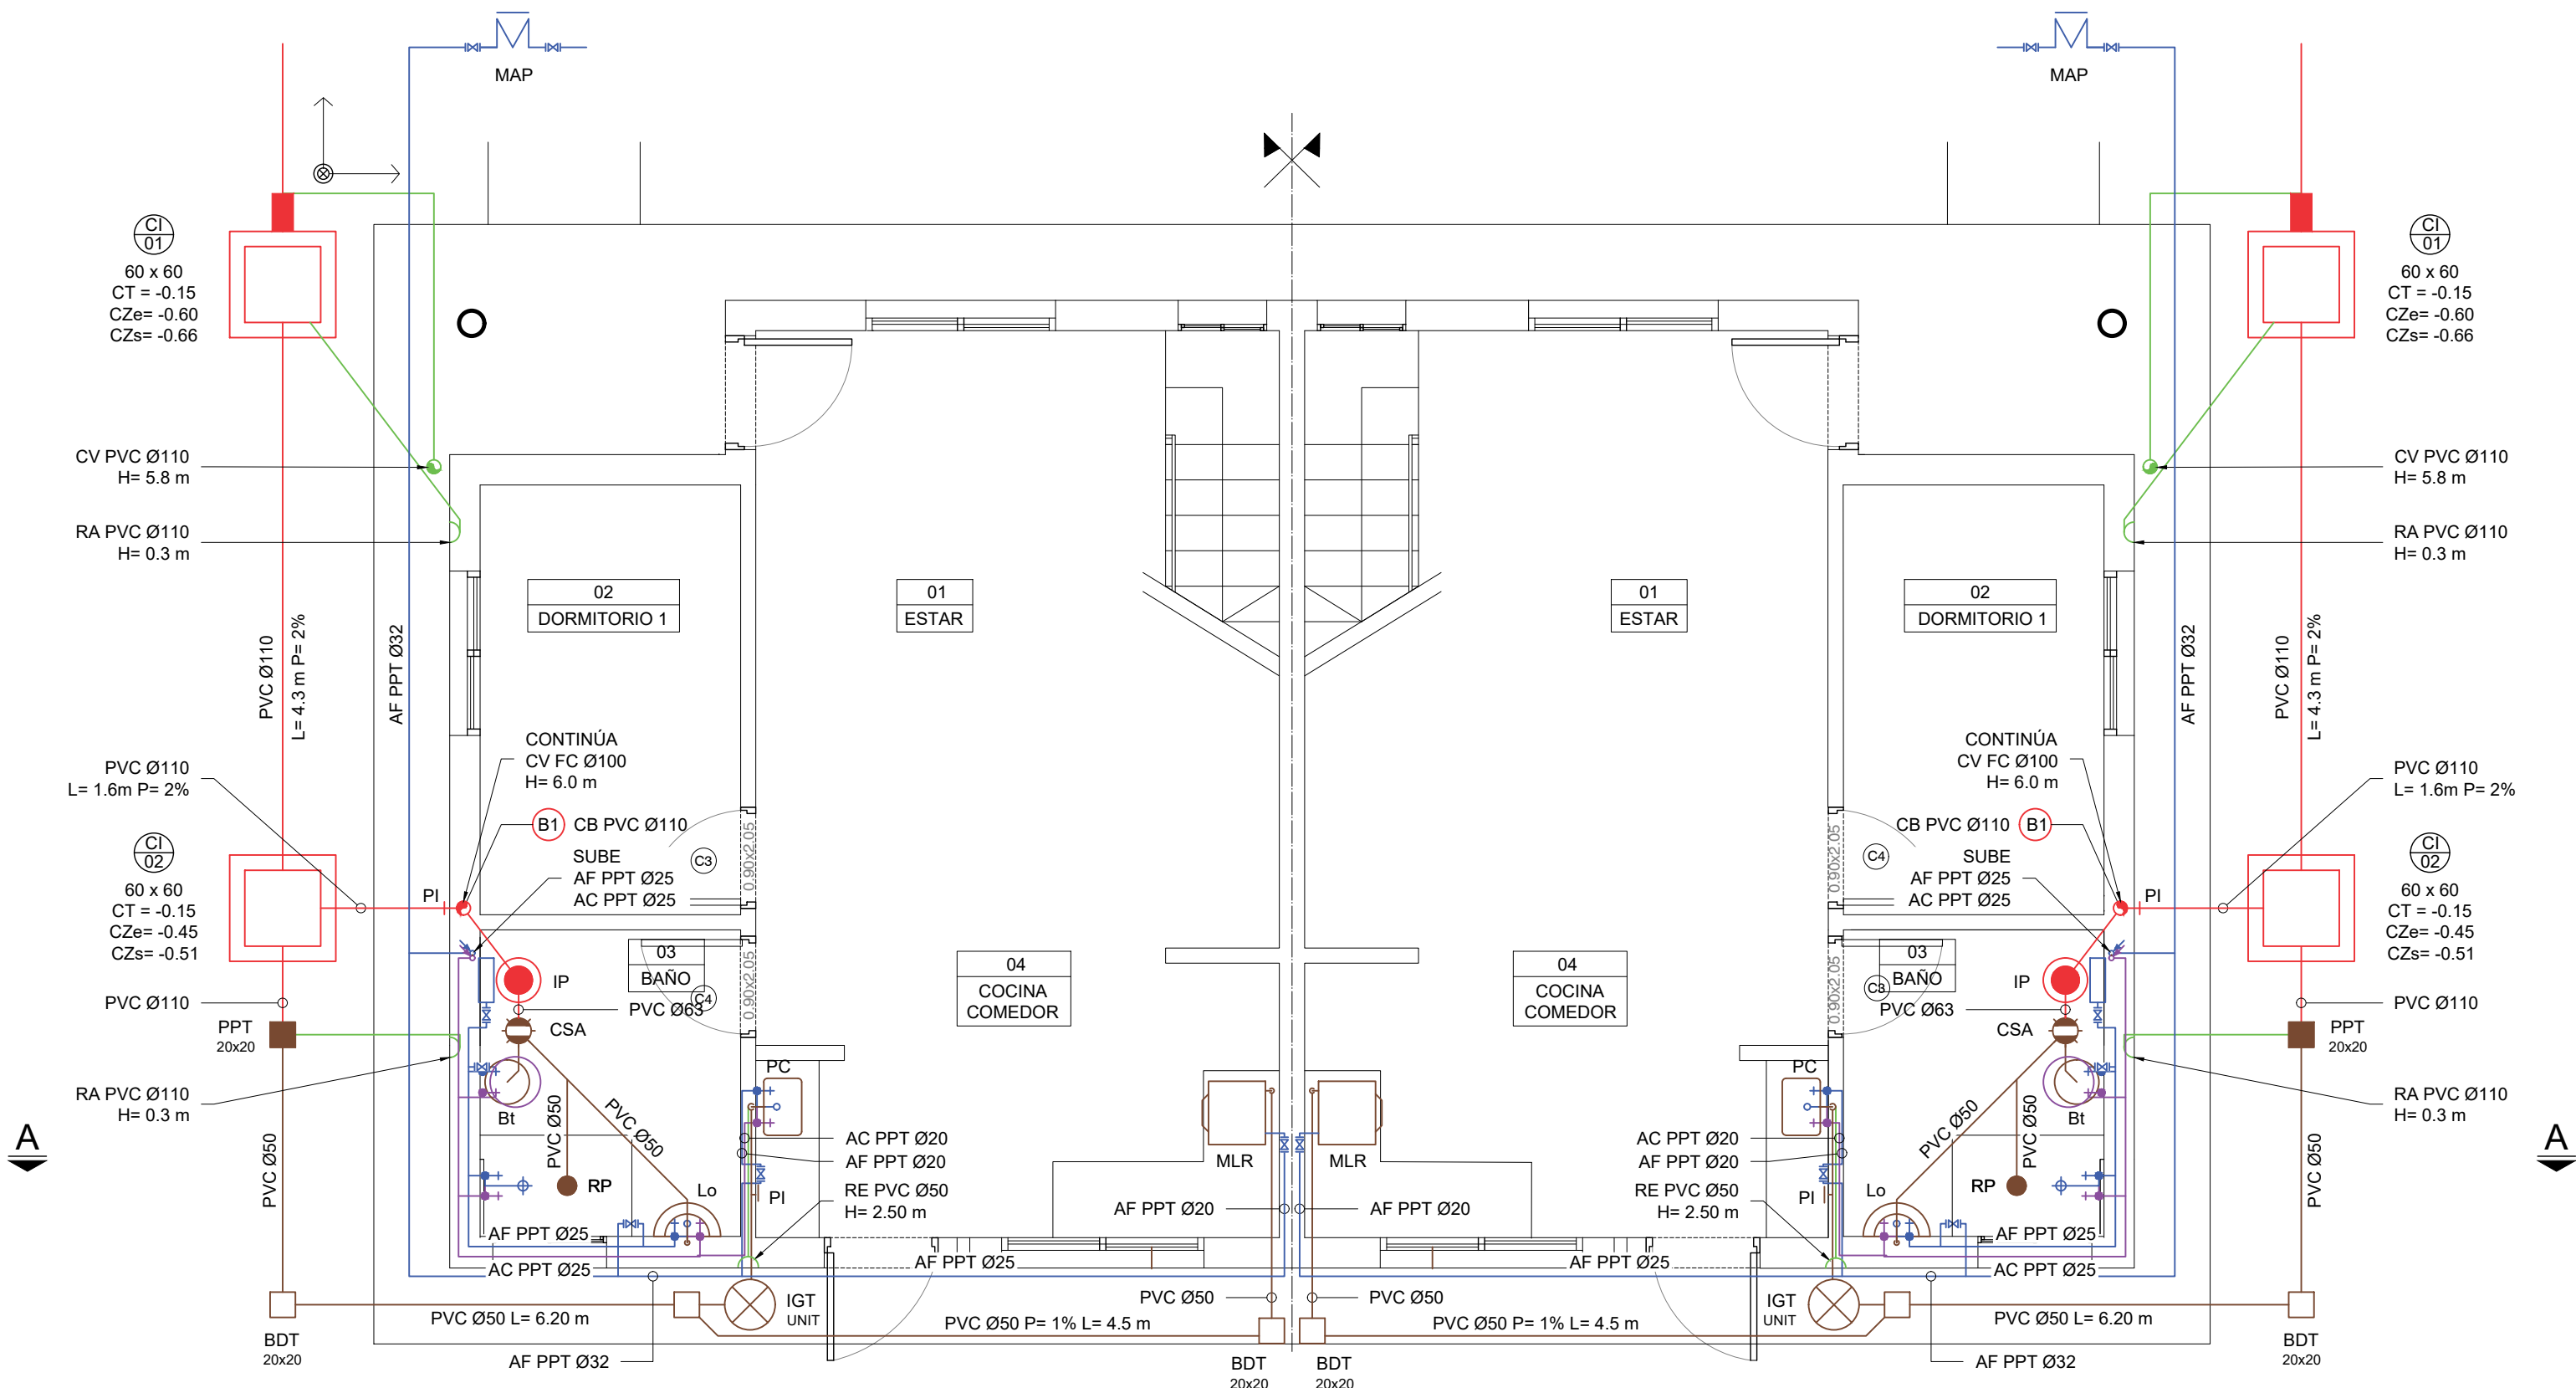 MAP
MAP
CI
01
60 x 60
CT = -0.15
CZe= -0.60
CZs= -0.66
CI
01
60 x 60
CT = -0.15
CZe= -0.60
CZs= -0.66
CV PVC Ø110
H= 5.8 m
RA PVC Ø110
H= 0.3 m
CV PVC Ø110
H= 5.8 m
RA PVC Ø110
H= 0.3 m
PVC Ø110
L= 4.3 m P= 2%
AF PPT Ø32
02
DORMITORIO 1
01
ESTAR
01
ESTAR
02
DORMITORIO 1
AF PPT Ø32
PVC Ø110
L= 4.3 m P= 2%
PVC Ø110
L= 1.6m P= 2%
CONTINÚA
CV FC Ø100
H= 6.0 m
B1 CB PVC Ø110
SUBE
AF PPT Ø25
AC PPT Ø25
C3
0.90x2.05
CONTINÚA
CV FC Ø100
H= 6.0 m
CB PVC Ø110 B1
SUBE
AF PPT Ø25
AC PPT Ø25
C4
0.90x2.05
PVC Ø110
L= 1.6m P= 2%
CI
02
60 x 60
CT = -0.15
CZe= -0.45
CZs= -0.51
CI
02
60 x 60
CT = -0.15
CZe= -0.45
CZs= -0.51
PI
PI
IP
03
BAÑO
C4
0.90x2.05
PVC Ø63
CSA
04
COCINA
COMEDOR
04
COCINA
COMEDOR
03
BAÑO
C3
0.90x2.05
IP
PVC Ø63
CSA
PVC Ø110
PPT
20x20
RA PVC Ø110
H= 0.3 m
PVC Ø110
PPT
20x20
RA PVC Ø110
H= 0.3 m
A
A
PVC Ø50
Bt
PVC Ø50
PVC Ø50
RP
Lo
PC
AC PPT Ø20
AF PPT Ø20
RE PVC Ø50
H= 2.50 m
PI
MLR
MLR
AF PPT Ø20
AF PPT Ø20
PC
AC PPT Ø20
AF PPT Ø20
RE PVC Ø50
H= 2.50 m
PI
PVC Ø50
PVC Ø50
Bt
RP
Lo
PVC Ø50
AF PPT Ø25
AC PPT Ø25
AF PPT Ø25
AF PPT Ø25
AF PPT Ø25
AC PPT Ø25
BDT
20x20
PVC Ø50 L= 6.20 m
IGT
UNIT
PVC Ø50
PVC Ø50 P= 1% L= 4.5 m
PVC Ø50
PVC Ø50 P= 1% L= 4.5 m
IGT
UNIT
PVC Ø50 L= 6.20 m
BDT
20x20
AF PPT Ø32
BDT
20x20
BDT
20x20
AF PPT Ø32